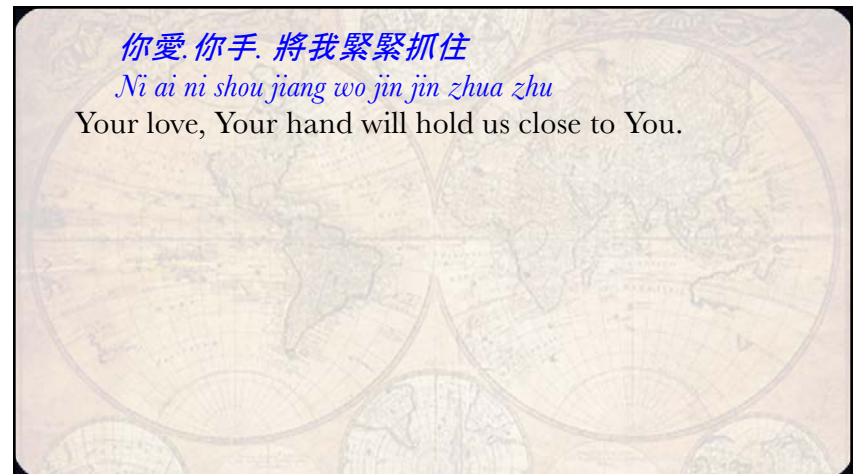 你愛.你手. 將我緊緊抓住
Ni ai ni shou jiang wo jin jin zhua zhu
Your love, Your hand will hold us close to You.